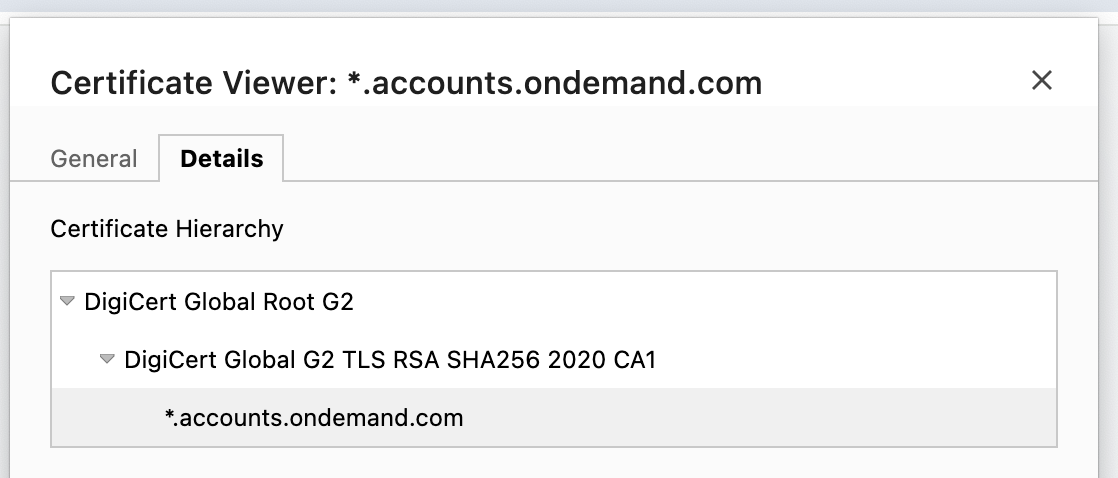 Certificate Viewer: *.accounts.ondemand.com
General Details
Certificate Hierarchy
DigiCert Global Root G2
DigiCert Global G2 TLS RSA SHA256 2020 CA1
*.accounts.ondemand.com